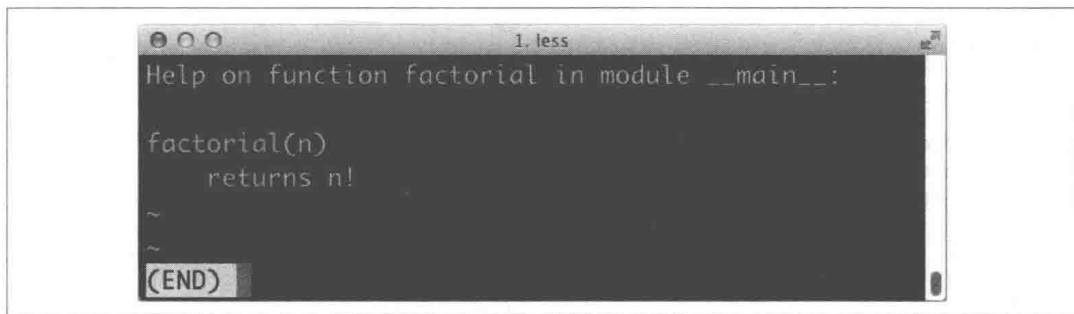 1. less
Help on function factorial in module __main__:
factorial(n)
    returns n!
~
~
(END)